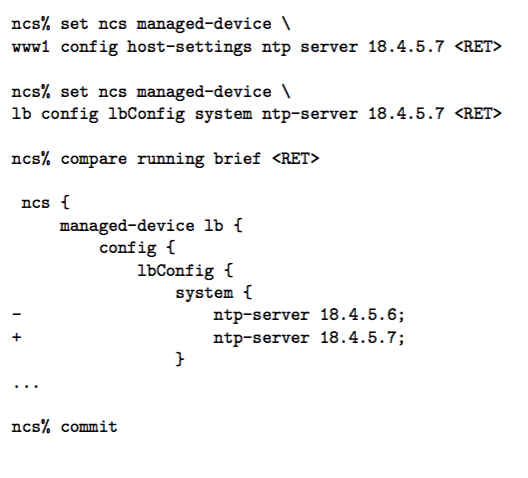 ncs% set ncs managed-device \
www1 config host-settings ntp server 18.4.5.7 <RET>
ncs% set ncs managed-device \
lb config lbConfig system ntp-server 18.4.5.7 <RET>
ncs% compare running brief <RET>
ncs {
managed-device lb {
config {
lbConfig {
system {
- ntp-server 18.4.5.6;
+ ntp-server 18.4.5.7;
}
...
ncs% commit